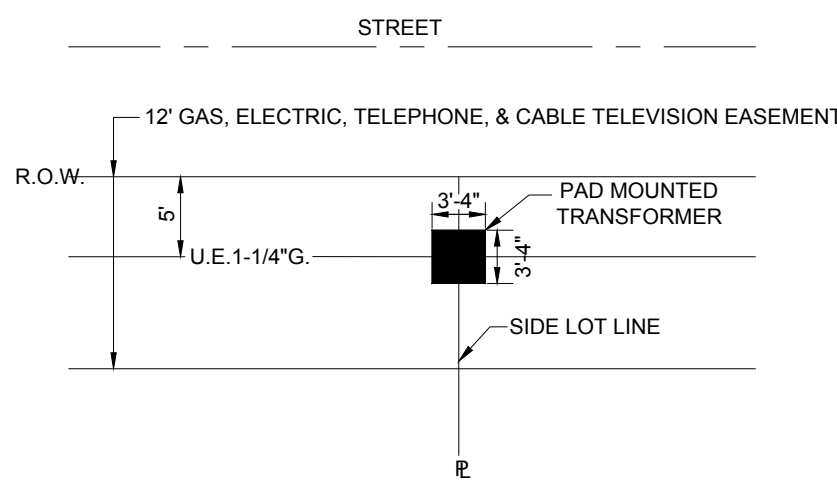 STREET
12' GAS, ELECTRIC, TELEPHONE, & CABLE TELEVISION EASEMENT
R.O.W.
5'
3'-4"
PAD MOUNTED
TRANSFORMER
U.E.1-1/4"G.
3'-4"
SIDE LOT LINE
PL